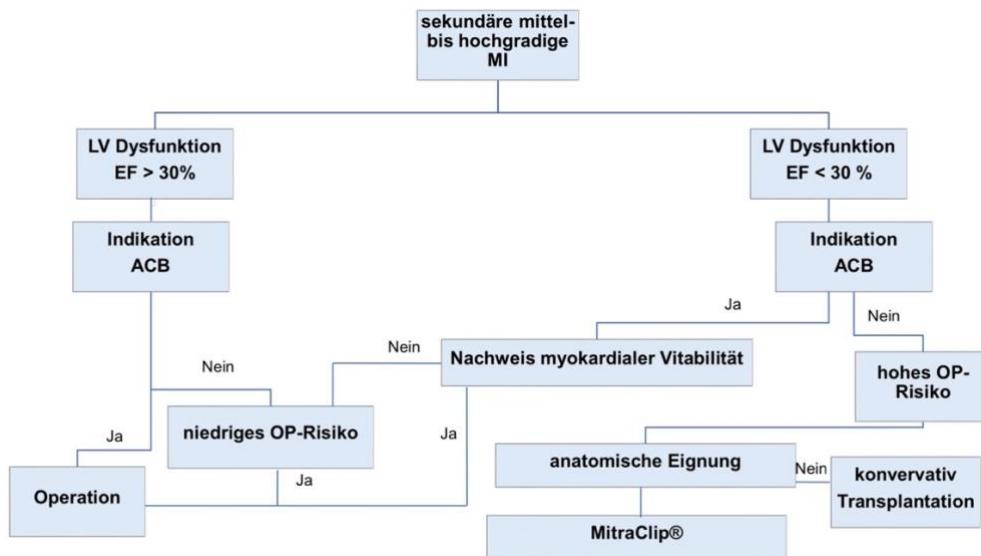 sekundäre mittel-
bis hochgradige
MI
LV Dysfunktion
EF > 30%
LV Dysfunktion
EF < 30 %
Indikation
ACB
Indikation
ACB
Ja
Nein
Nein
Nachweis myokardialer Vitabilität
Nein
hohes OP-
Risiko
niedriges OP-Risiko
Ja
Ja
anatomische Eignung
Nein
konvervativ
Transplantation
Operation
Ja
MitraClip®